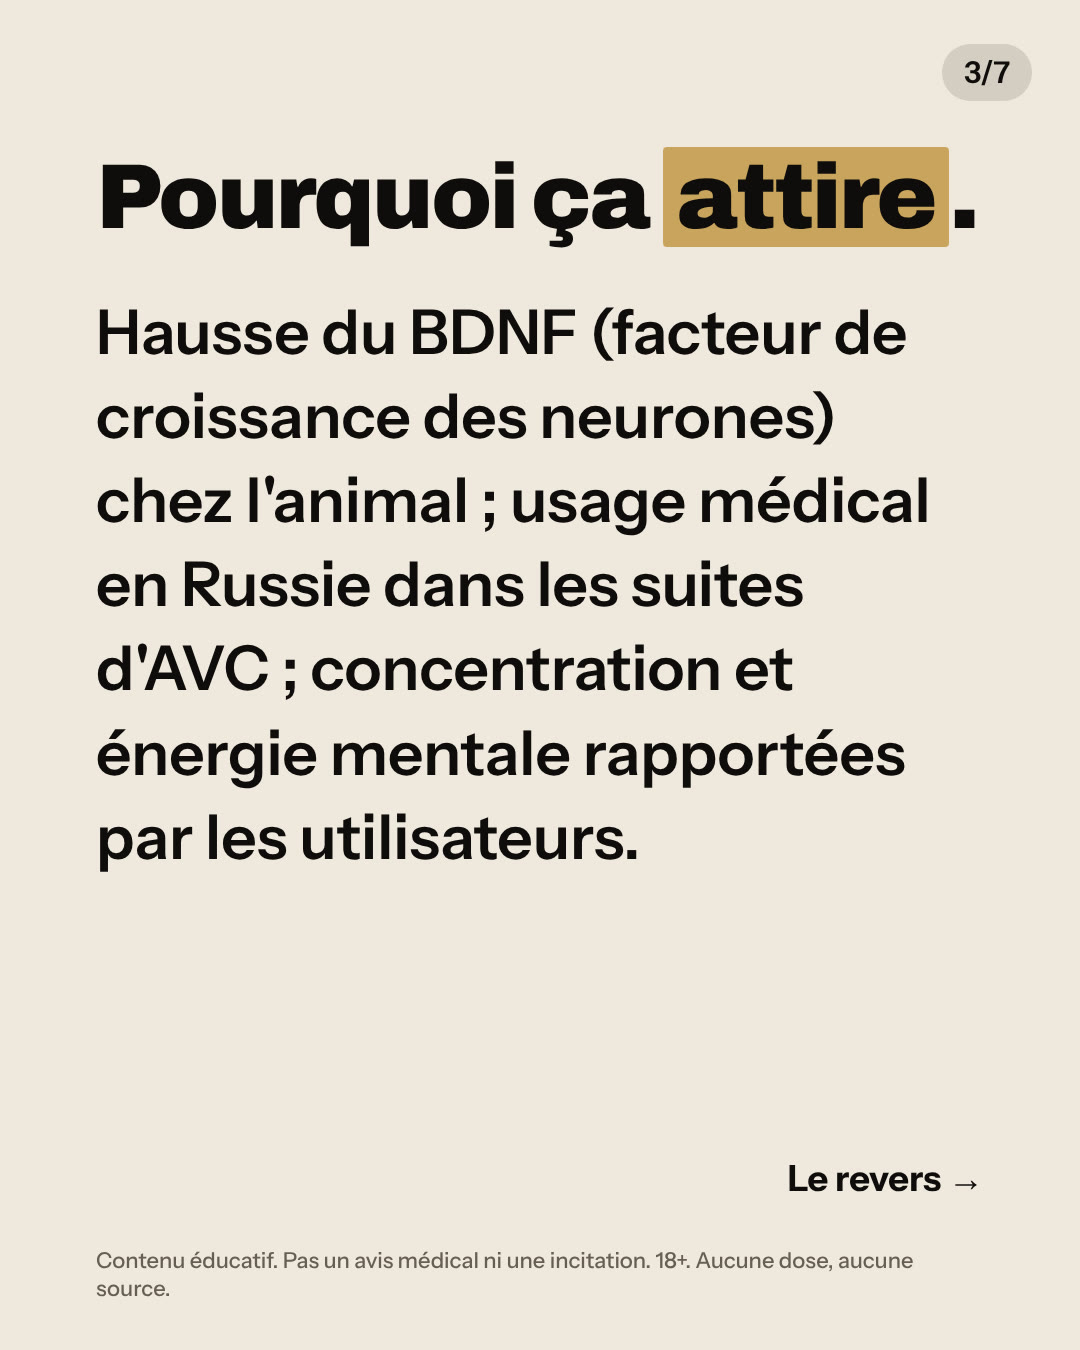 3/7
Pourquoi ça attire.
Hausse du BDNF (facteur de
croissance des neurones)
chez l'animal ; usage médical
en Russie dans les suites
d'AVC ; concentration et
énergie mentale rapportées
par les utilisateurs.
Le revers →
Contenu éducatif. Pas un avis médical ni une incitation. 18+. Aucune dose, aucune
source.